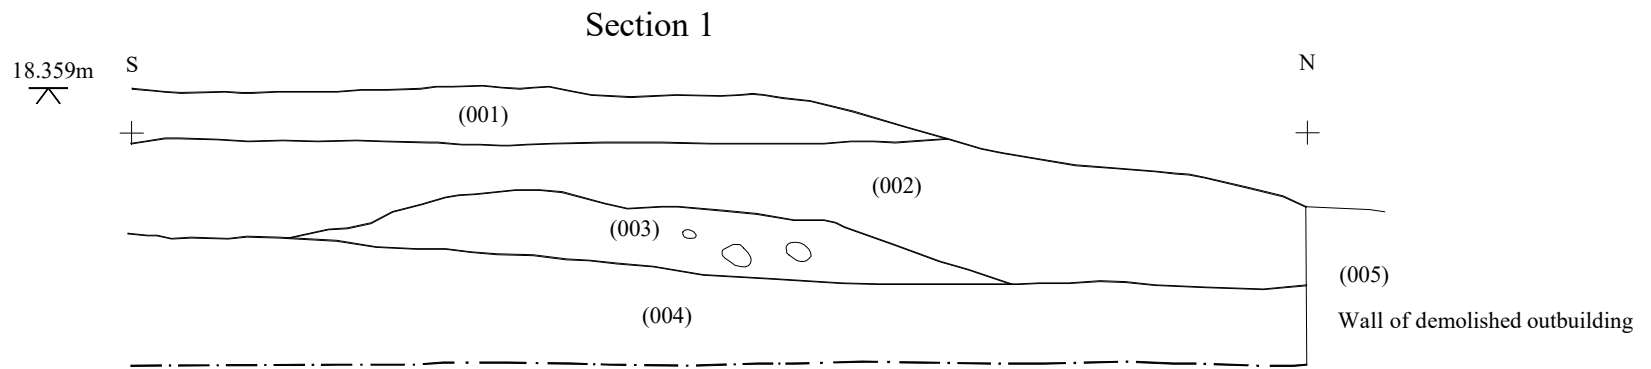 Section 1
18.359m
S
N
(001)
(002)
(003)
(004)
(005)
Wall of demolished outbuilding